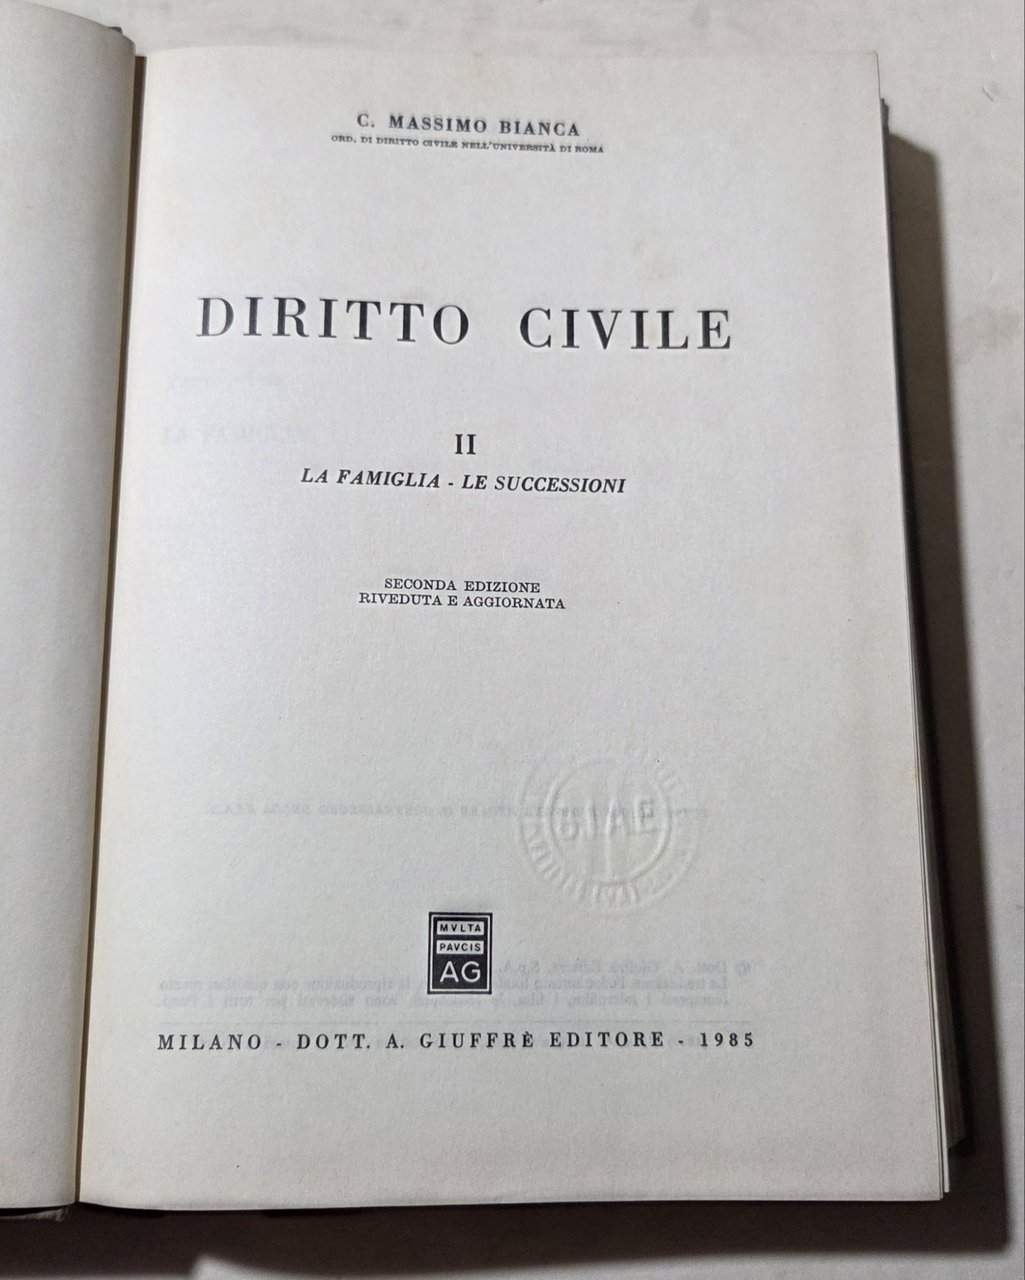 C. MASSIMO BIANCA
ORD. DI DIRITTO CIVILE NELL'UNIVERSITÀ DI ROMA
DIRITTO CIVILE
II
LA FAMIGLIA - LE SUCCESSIONI
SECONDA EDIZIONE
RIVEDUTA E AGGIORNATA
S.I.A.E.
MVLTA
PAVCIS
AG
MILANO - DOTT. A. GIUFFRÈ EDITORE - 1985